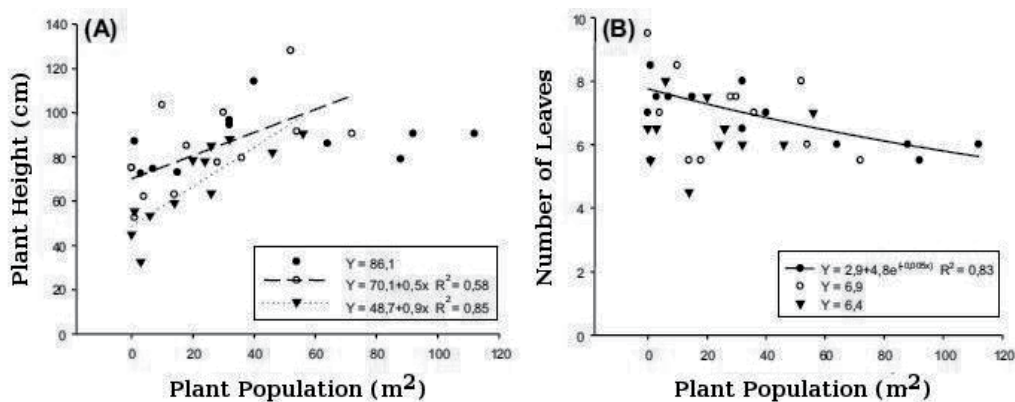 (A)
Plant Height (cm)
140
120
100
80
60
40
20
0
Y = 86,1
Y = 70,1+0,5x R² = 0,58
Y = 48,7+0,9x R² = 0,85
0 20 40 60 80 100 120
Plant Population (m²)
(B)
Number of Leaves
10
8
6
4
2
0
Y = 2,9+4,8e⁽⁻⁰,⁰⁰⁵ˣ⁾ R² = 0,83
Y = 6,9
Y = 6,4
0 20 40 60 80 100 120
Plant Population (m²)